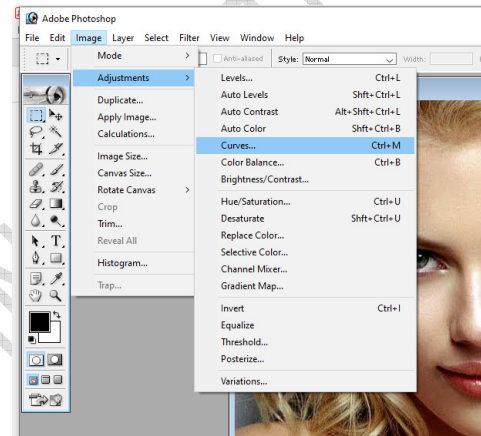 Adobe Photoshop
File Edit Image Layer Select Filter View Window Help
Anti-aliased Style: Normal Width:
Mode >
Adjustments >
Duplicate...
Apply Image...
Calculations...
Image Size...
Canvas Size...
Rotate Canvas >
Crop
Trim...
Reveal All
Histogram...
Trap...
Levels... Ctrl+L
Auto Levels Shft+Ctrl+L
Auto Contrast Alt+Shft+Ctrl+L
Auto Color Shft+Ctrl+B
Curves... Ctrl+M
Color Balance... Ctrl+B
Brightness/Contrast...
Hue/Saturation... Ctrl+U
Desaturate Shft+Ctrl+U
Replace Color...
Selective Color...
Channel Mixer...
Gradient Map...
Invert Ctrl+I
Equalize
Threshold...
Posterize...
Variations...